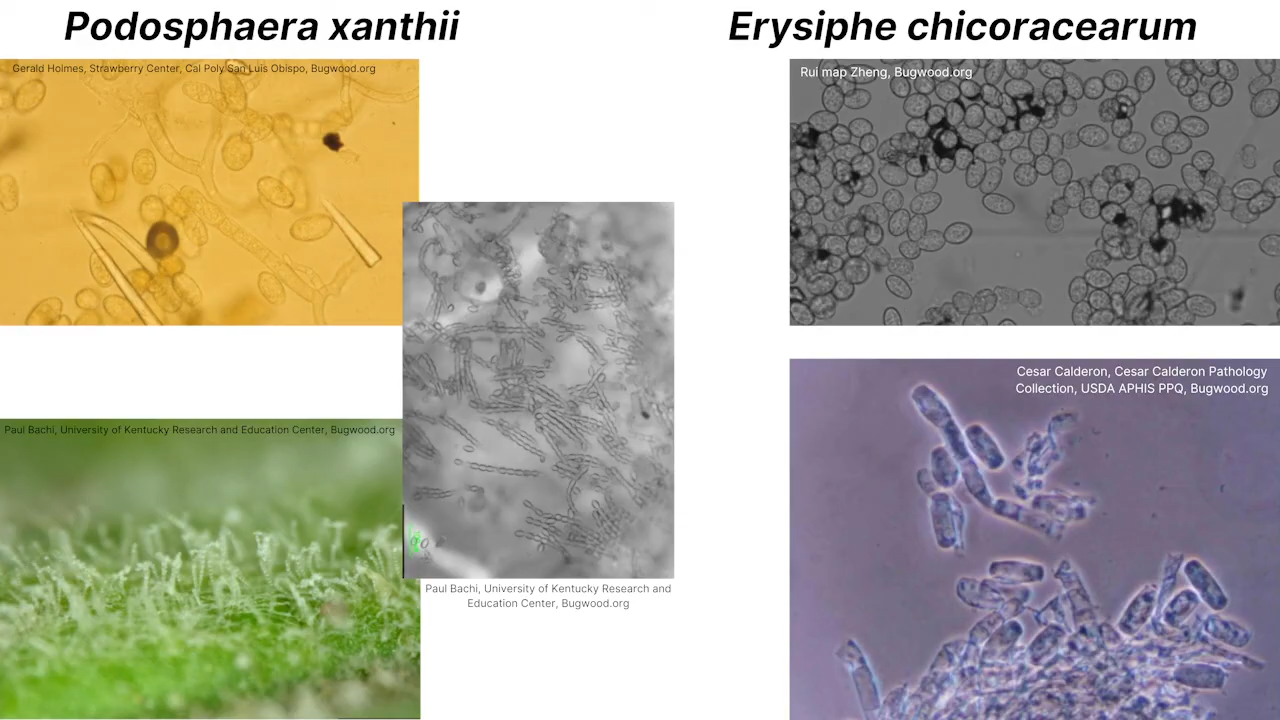 Podosphaera xanthii
Erysiphe chicoracearum
Gerald Holmes, Strawberry Center, Cal Poly San Luis Obispo, Bugwood.org
Rui map Zheng, Bugwood.org
Cesar Calderon, Cesar Calderon Pathology
Collection, USDA APHIS PPQ, Bugwood.org
Paul Bachi, University of Kentucky Research and Education Center, Bugwood.org
Paul Bachi, University of Kentucky Research and
Education Center, Bugwood.org